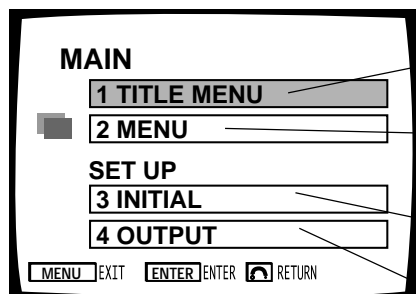 MAIN
1 TITLE MENU
2 MENU
SET UP
3 INITIAL
4 OUTPUT
MENU EXIT ENTER ENTER RETURN